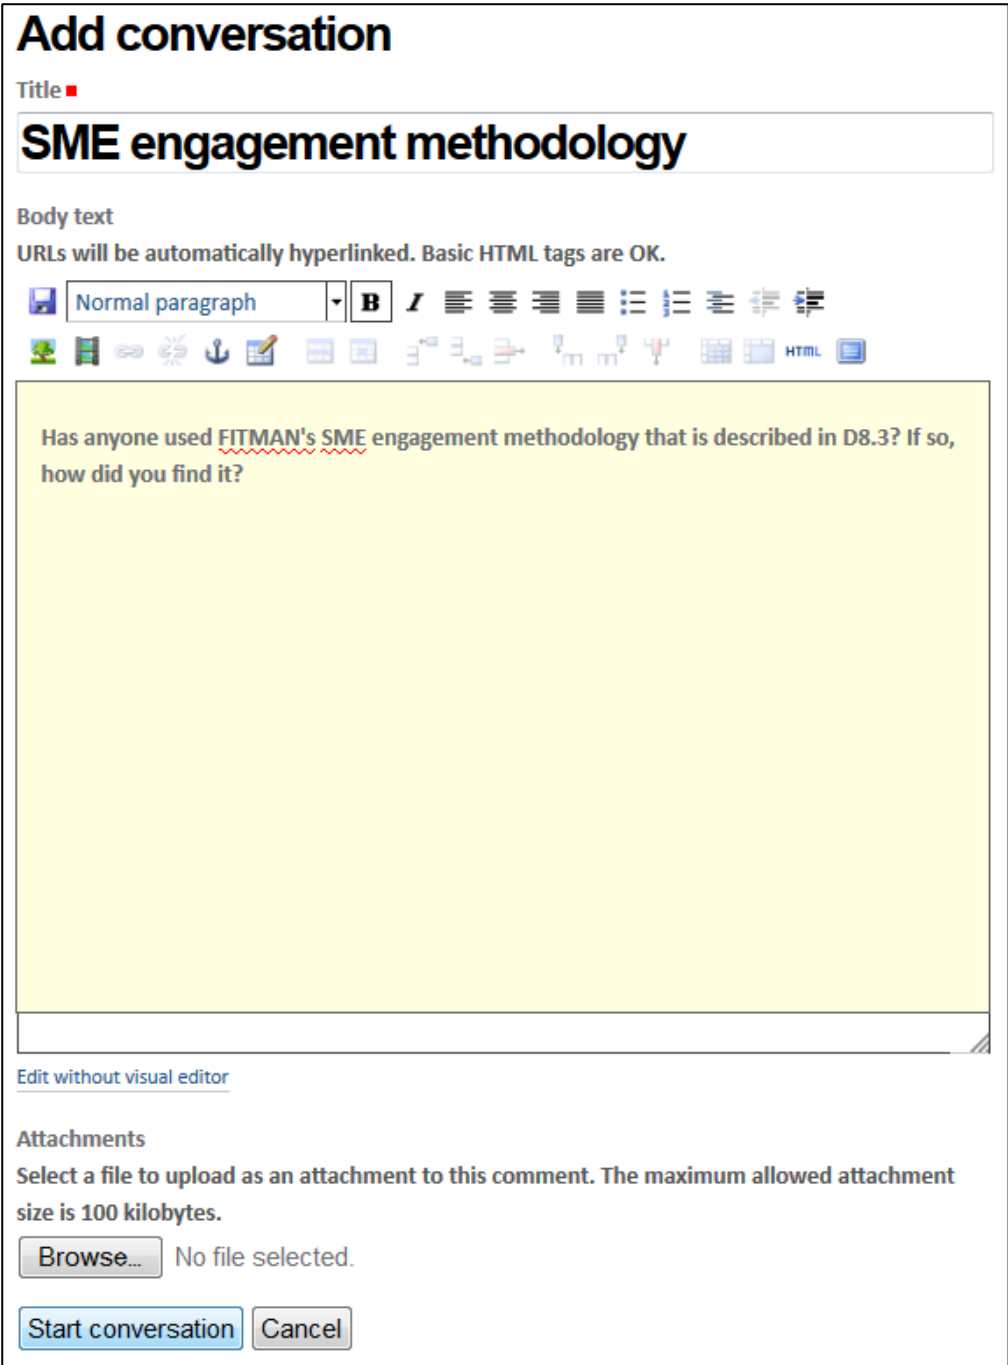 Add conversation
Title
SME engagement methodology
Body text
URLs will be automatically hyperlinked. Basic HTML tags are OK.
Normal paragraph B I
HTML
Has anyone used FITMAN's SME engagement methodology that is described in D8.3? If so,
how did you find it?
Edit without visual editor
Attachments
Select a file to upload as an attachment to this comment. The maximum allowed attachment
size is 100 kilobytes.
Browse... No file selected.
Start conversation Cancel